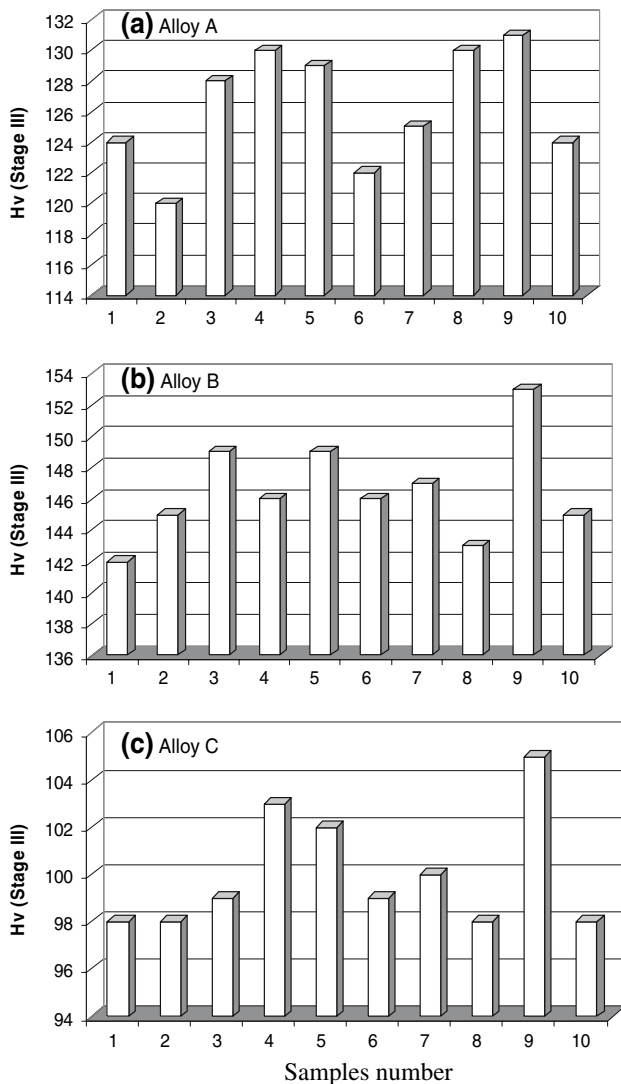 (a) Alloy A
Hv (Stage III)
132
130
128
126
124
122
120
118
116
114
1 2 3 4 5 6 7 8 9 10
(b) Alloy B
Hv (Stage III)
154
152
150
148
146
144
142
140
138
136
1 2 3 4 5 6 7 8 9 10
(c) Alloy C
Hv (Stage III)
106
104
102
100
98
96
94
1 2 3 4 5 6 7 8 9 10
Samples number